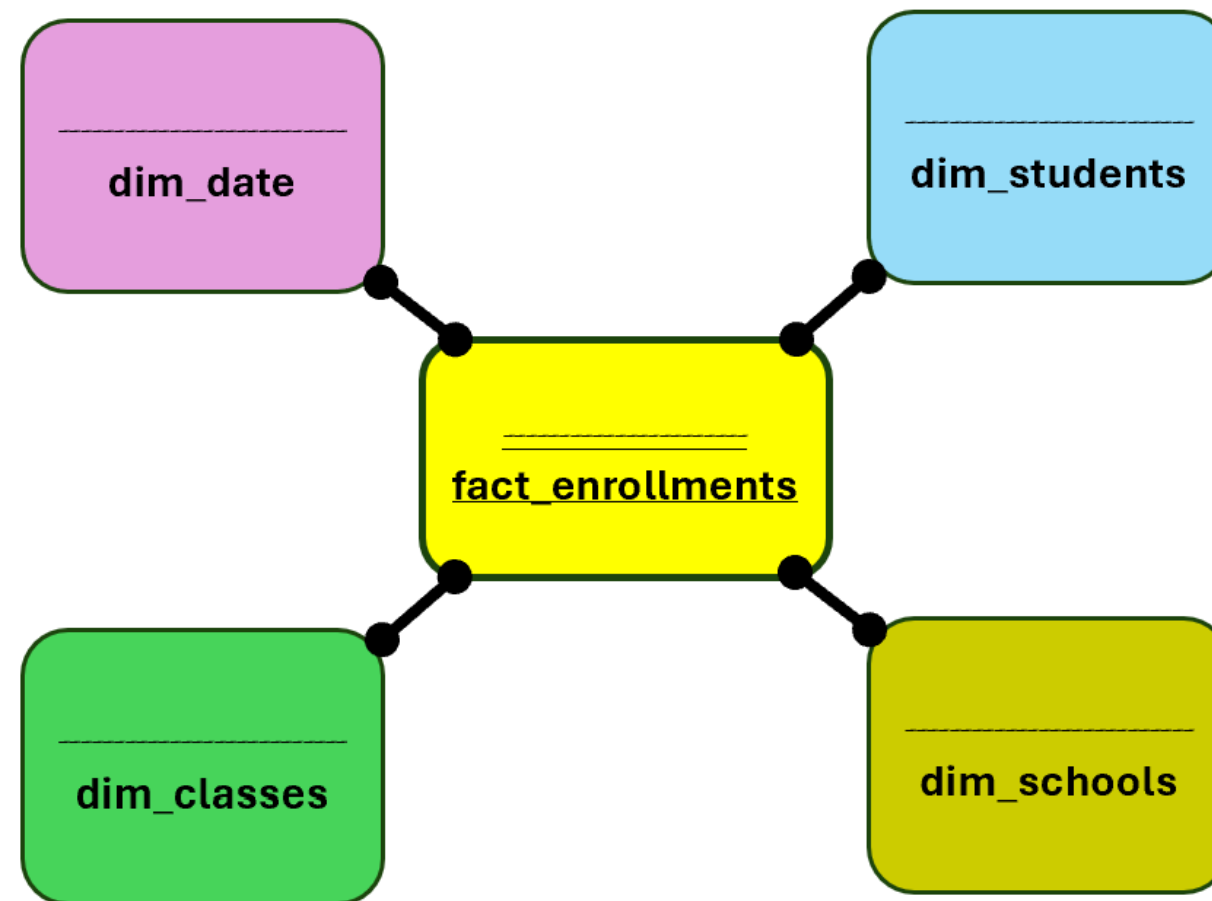 dim_date
dim_students
fact_enrollments
dim_classes
dim_schools